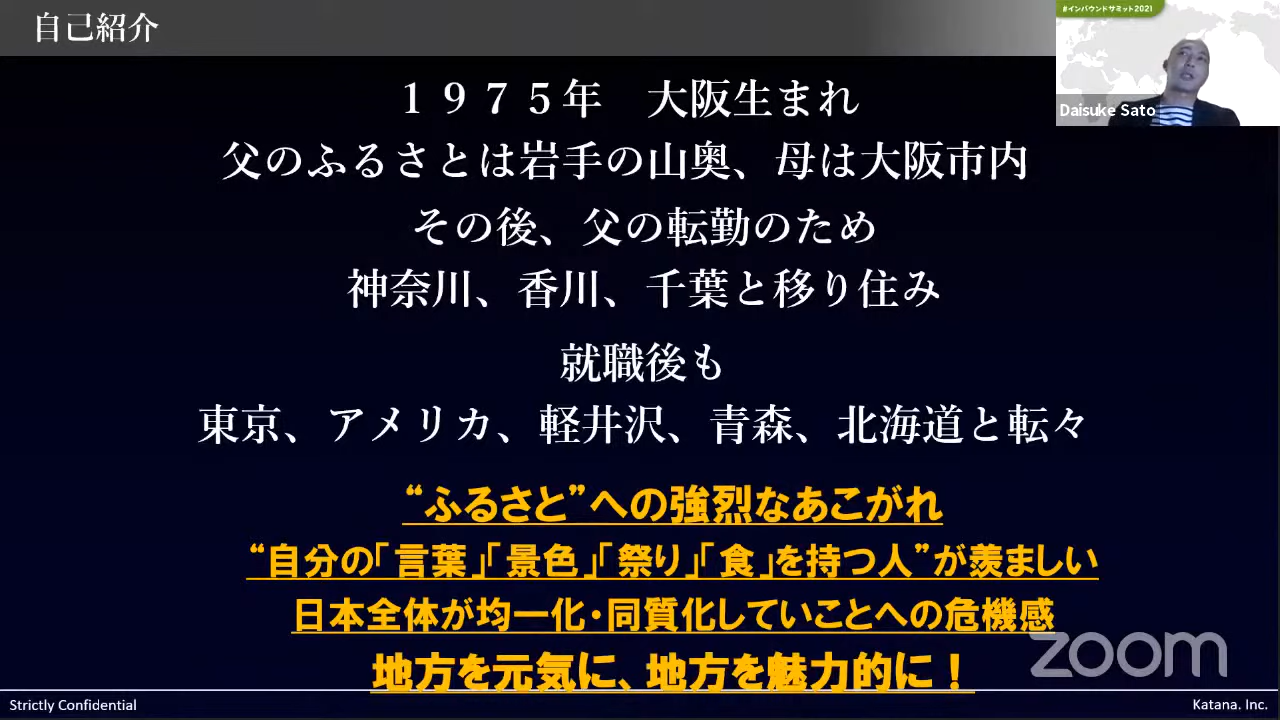 自己紹介
#インバウンドサミット2021
Daisuke Sato
１９７５年　大阪生まれ
父のふるさとは岩手の山奥、母は大阪市内
その後、父の転勤のため
神奈川、香川、千葉と移り住み
就職後も
東京、アメリカ、軽井沢、青森、北海道と転々
“ふるさと”への強烈なあこがれ
“自分の「言葉」「景色」「祭り」「食」を持つ人”が羨ましい
日本全体が均一化・同質化していことへの危機感
地方を元気に、地方を魅力的に！
zoom
Strictly Confidential
Katana. Inc.